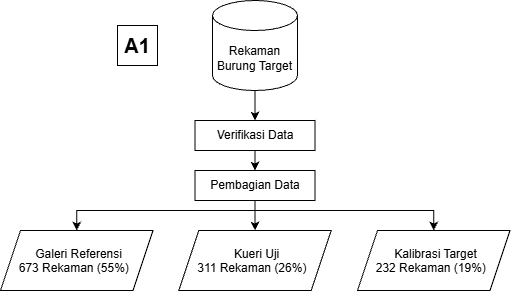 A1
Rekaman
Burung Target
Verifikasi Data
Pembagian Data
Galeri Referensi
673 Rekaman (55%)
Kueri Uji
311 Rekaman (26%)
Kalibrasi Target
232 Rekaman (19%)